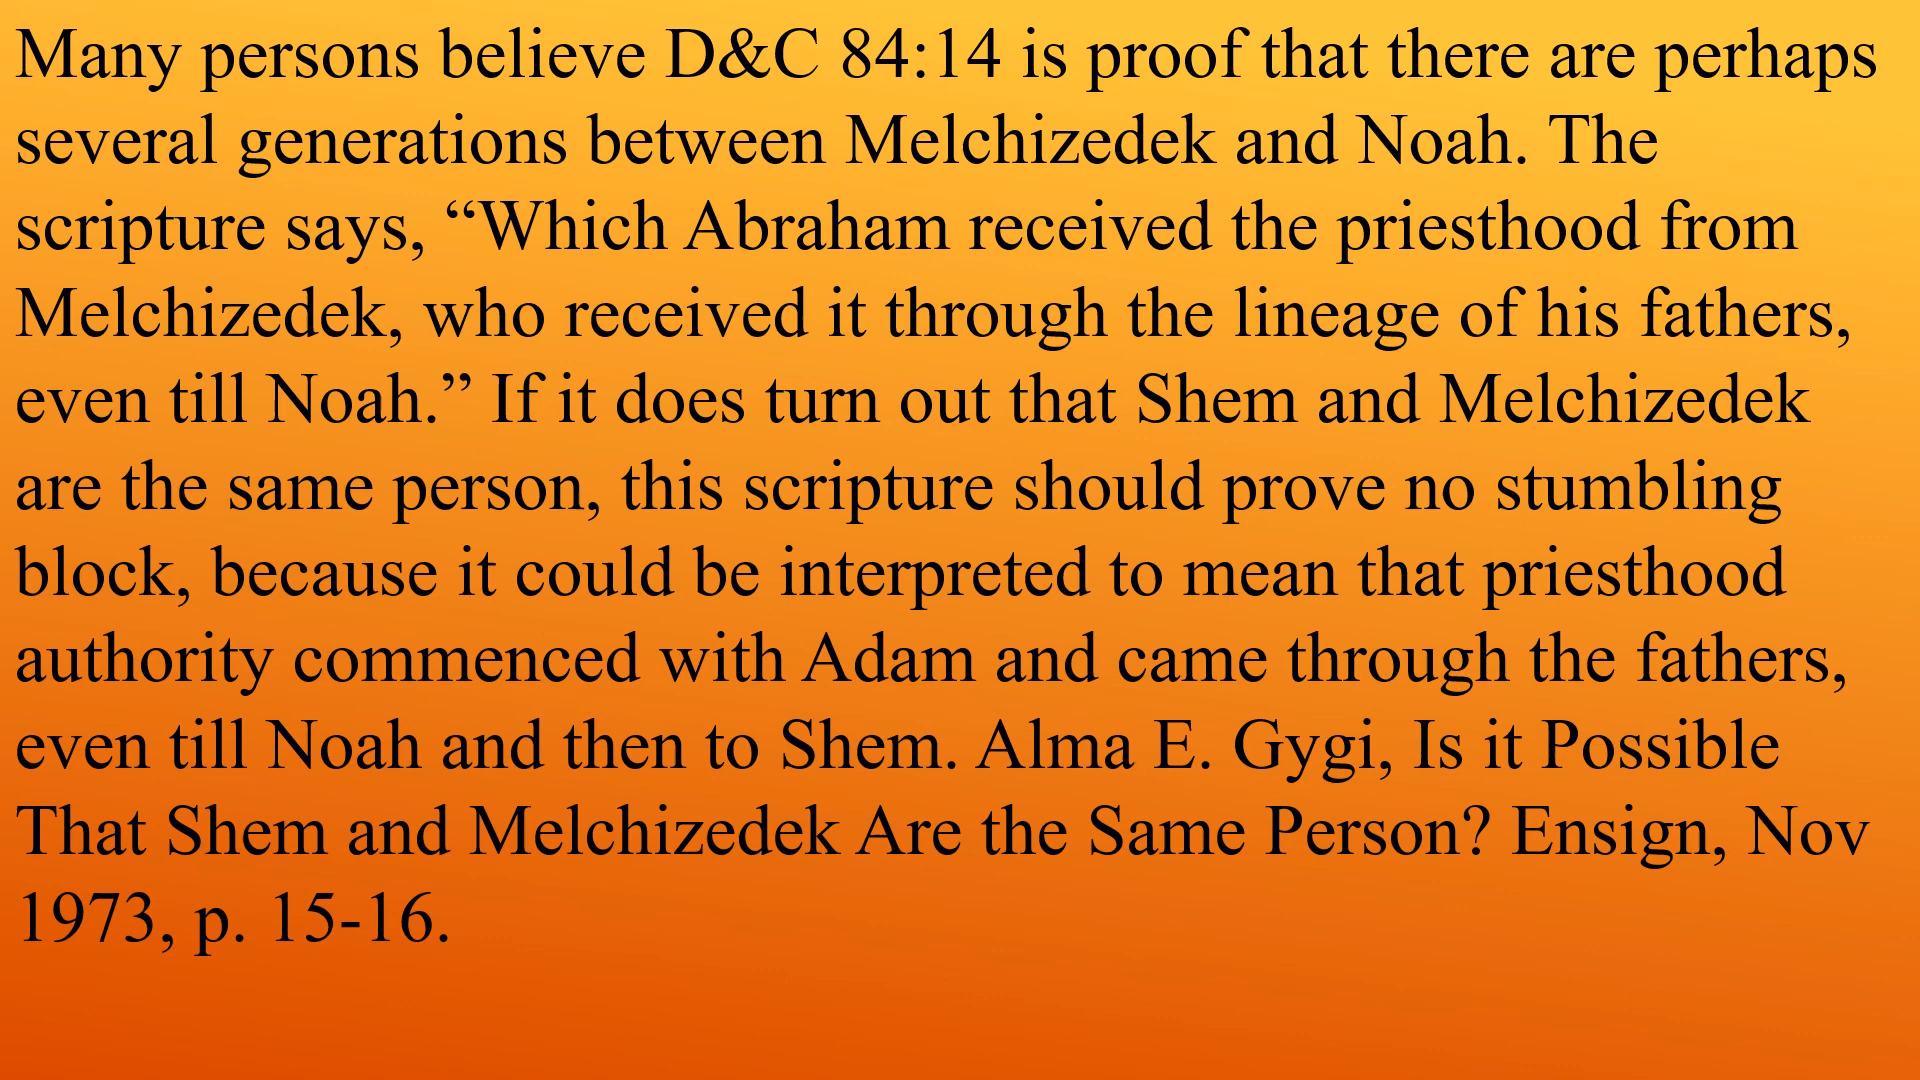 Many persons believe D&C 84:14 is proof that there are perhaps
several generations between Melchizedek and Noah. The
scripture says, “Which Abraham received the priesthood from
Melchizedek, who received it through the lineage of his fathers,
even till Noah.” If it does turn out that Shem and Melchizedek
are the same person, this scripture should prove no stumbling
block, because it could be interpreted to mean that priesthood
authority commenced with Adam and came through the fathers,
even till Noah and then to Shem. Alma E. Gygi, Is it Possible
That Shem and Melchizedek Are the Same Person? Ensign, Nov
1973, p. 15-16.